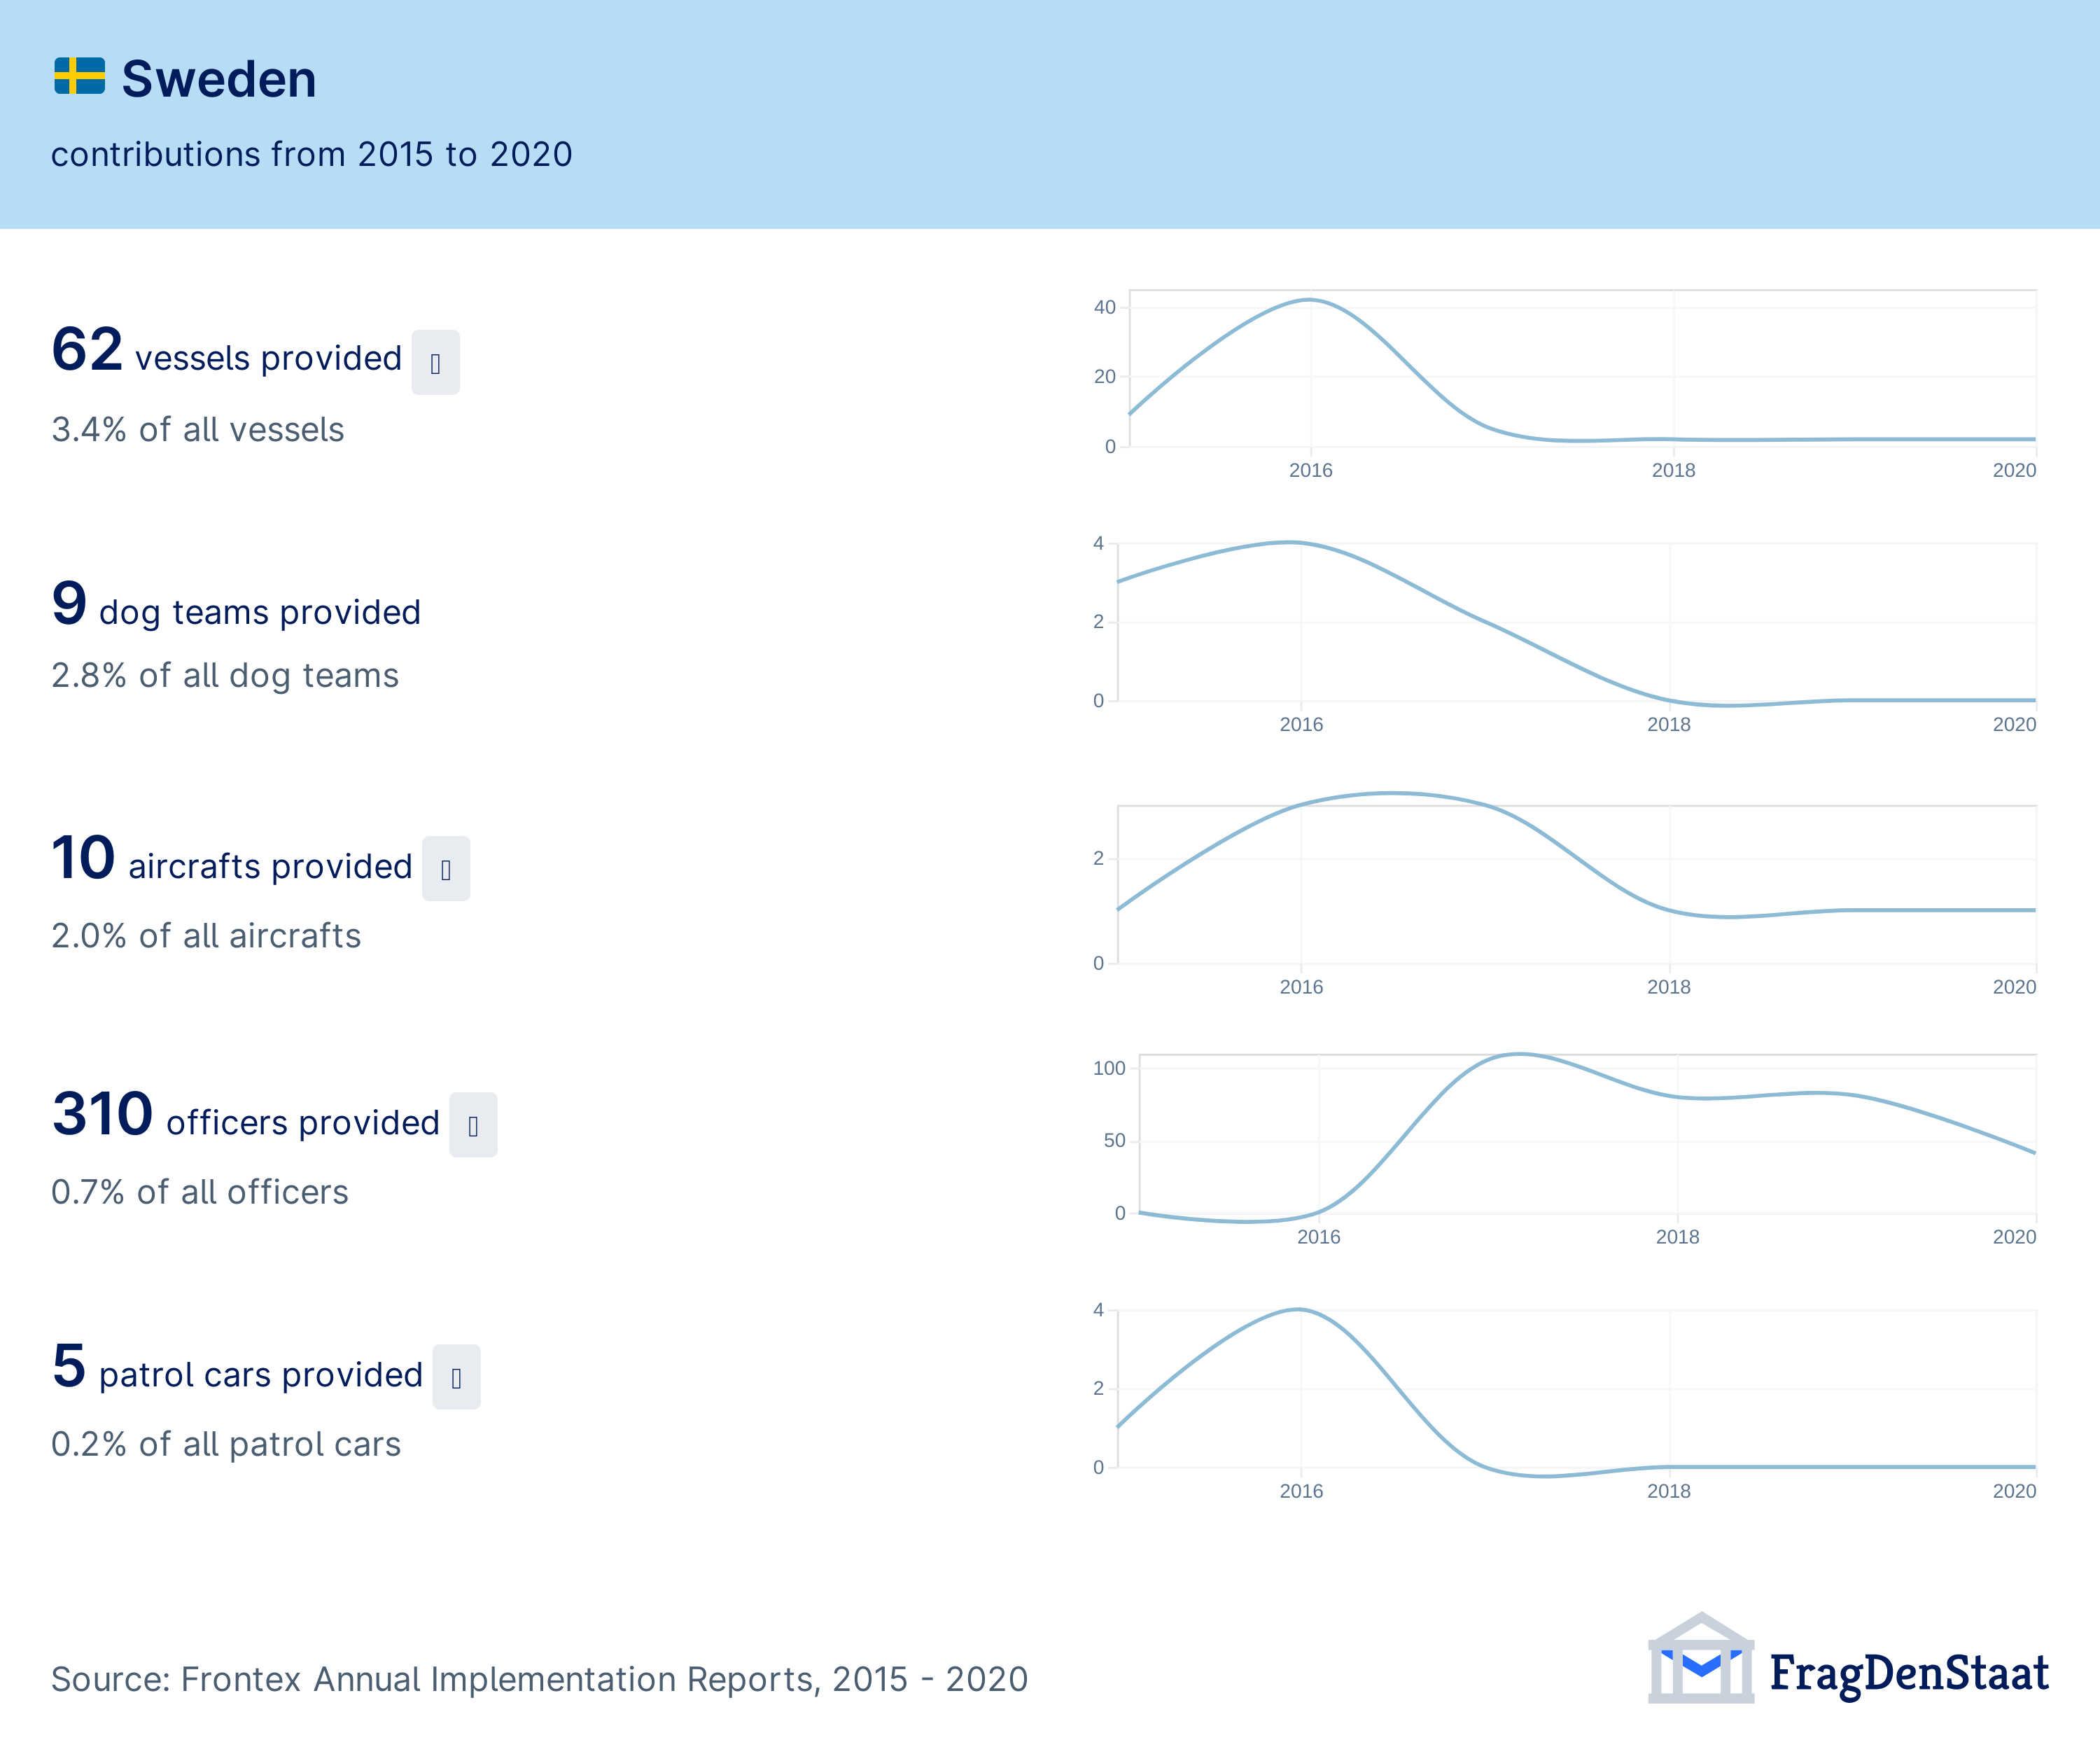 Sweden
contributions from 2015 to 2020
62 vessels provided
3.4% of all vessels
40
20
0
2016 2018 2020
9 dog teams provided
2.8% of all dog teams
4
2
0
2016 2018 2020
10 aircrafts provided
2.0% of all aircrafts
2
0
2016 2018 2020
310 officers provided
0.7% of all officers
100
50
0
2016 2018 2020
5 patrol cars provided
0.2% of all patrol cars
4
2
0
2016 2018 2020
Source: Frontex Annual Implementation Reports, 2015 - 2020
FragDenStaat